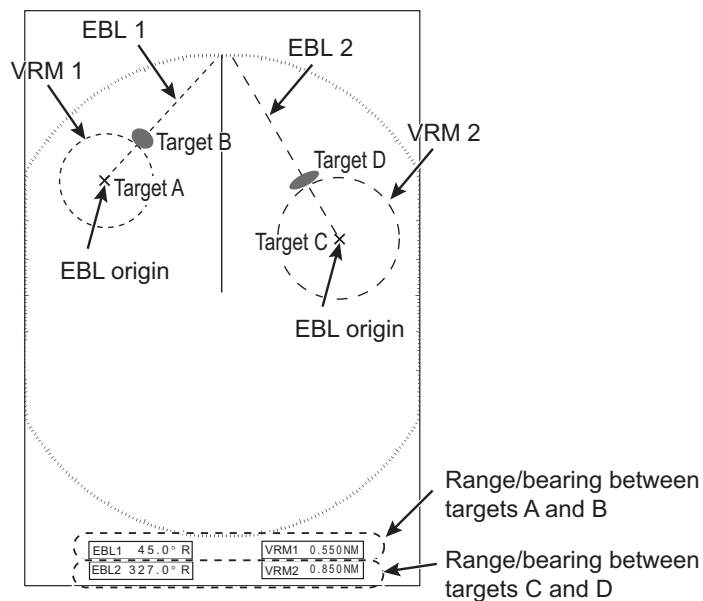 EBL 1
EBL 2
VRM 1
VRM 2
Target B
Target D
Target A
Target C
EBL origin
EBL origin
Range/bearing between
targets A and B
EBL1 45.0° R
VRM1 0.550NM
EBL2 327.0° R
VRM2 0.850NM
Range/bearing between
targets C and D